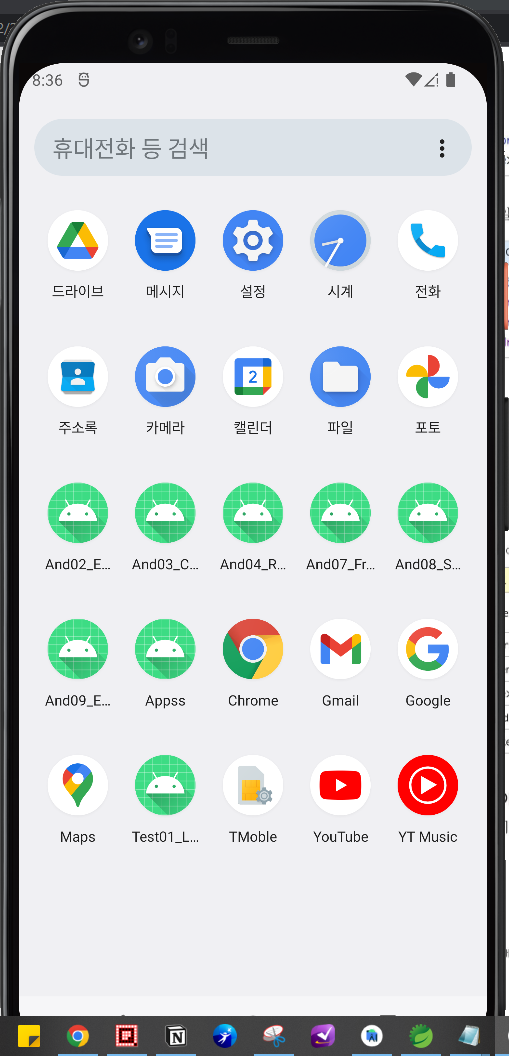 8:36
휴대전화 등 검색
드라이브
메시지
설정
시계
전화
주소록
카메라
캘린더
2
파일
포토
And02_E...
And03_C...
And04_R...
And07_Fr...
And08_S...
And09_E...
Appss
Chrome
Gmail
Google
Maps
Test01_L...
TMoble
YouTube
YT Music